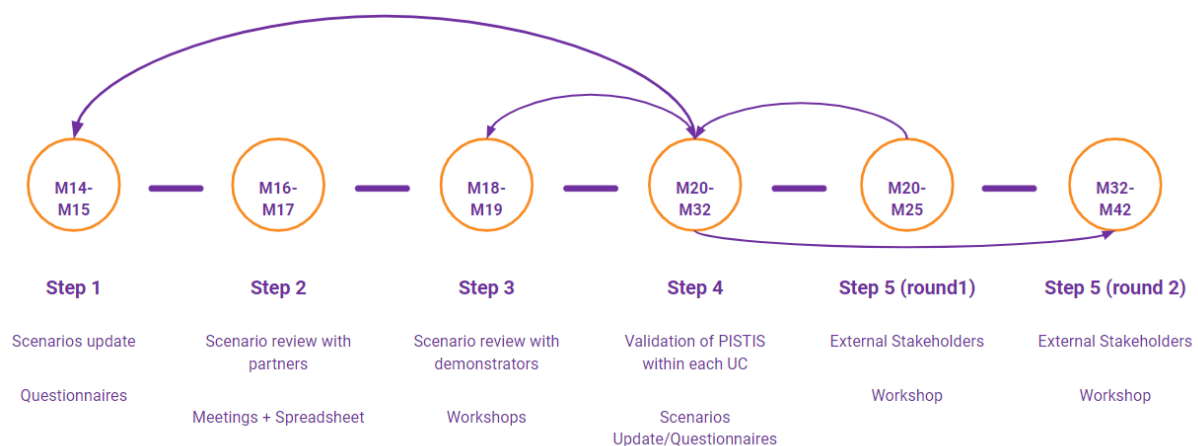 M14-
M15
M16-
M17
M18-
M19
M20-
M32
M20-
M25
M32-
M42
Step 1
Step 2
Step 3
Step 4
Step 5 (round1)
Step 5 (round 2)
Scenarios update
Questionnaires
Scenario review with
partners
Meetings + Spreadsheet
Scenario review with
demonstrators
Workshops
Validation of PISTIS
within each UC
Scenarios
Update/Questionnaires
External Stakeholders
Workshop
External Stakeholders
Workshop